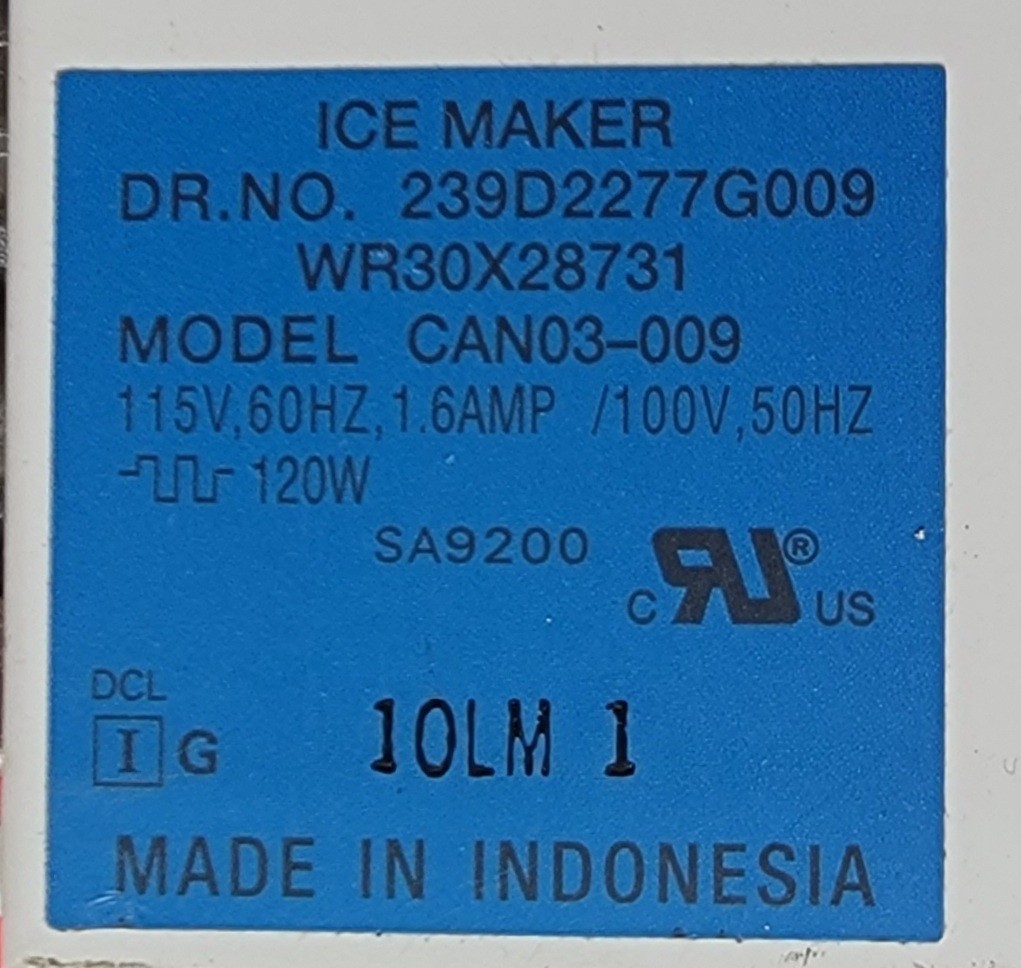 ICE MAKER
DR.NO. 239D2277G009
WR30X28731
MODEL CAN03-009
115V,60HZ,1.6AMP /100V,50HZ
120W
SA9200
C RU® US
DCL
I G 10LM 1
MADE IN INDONESIA